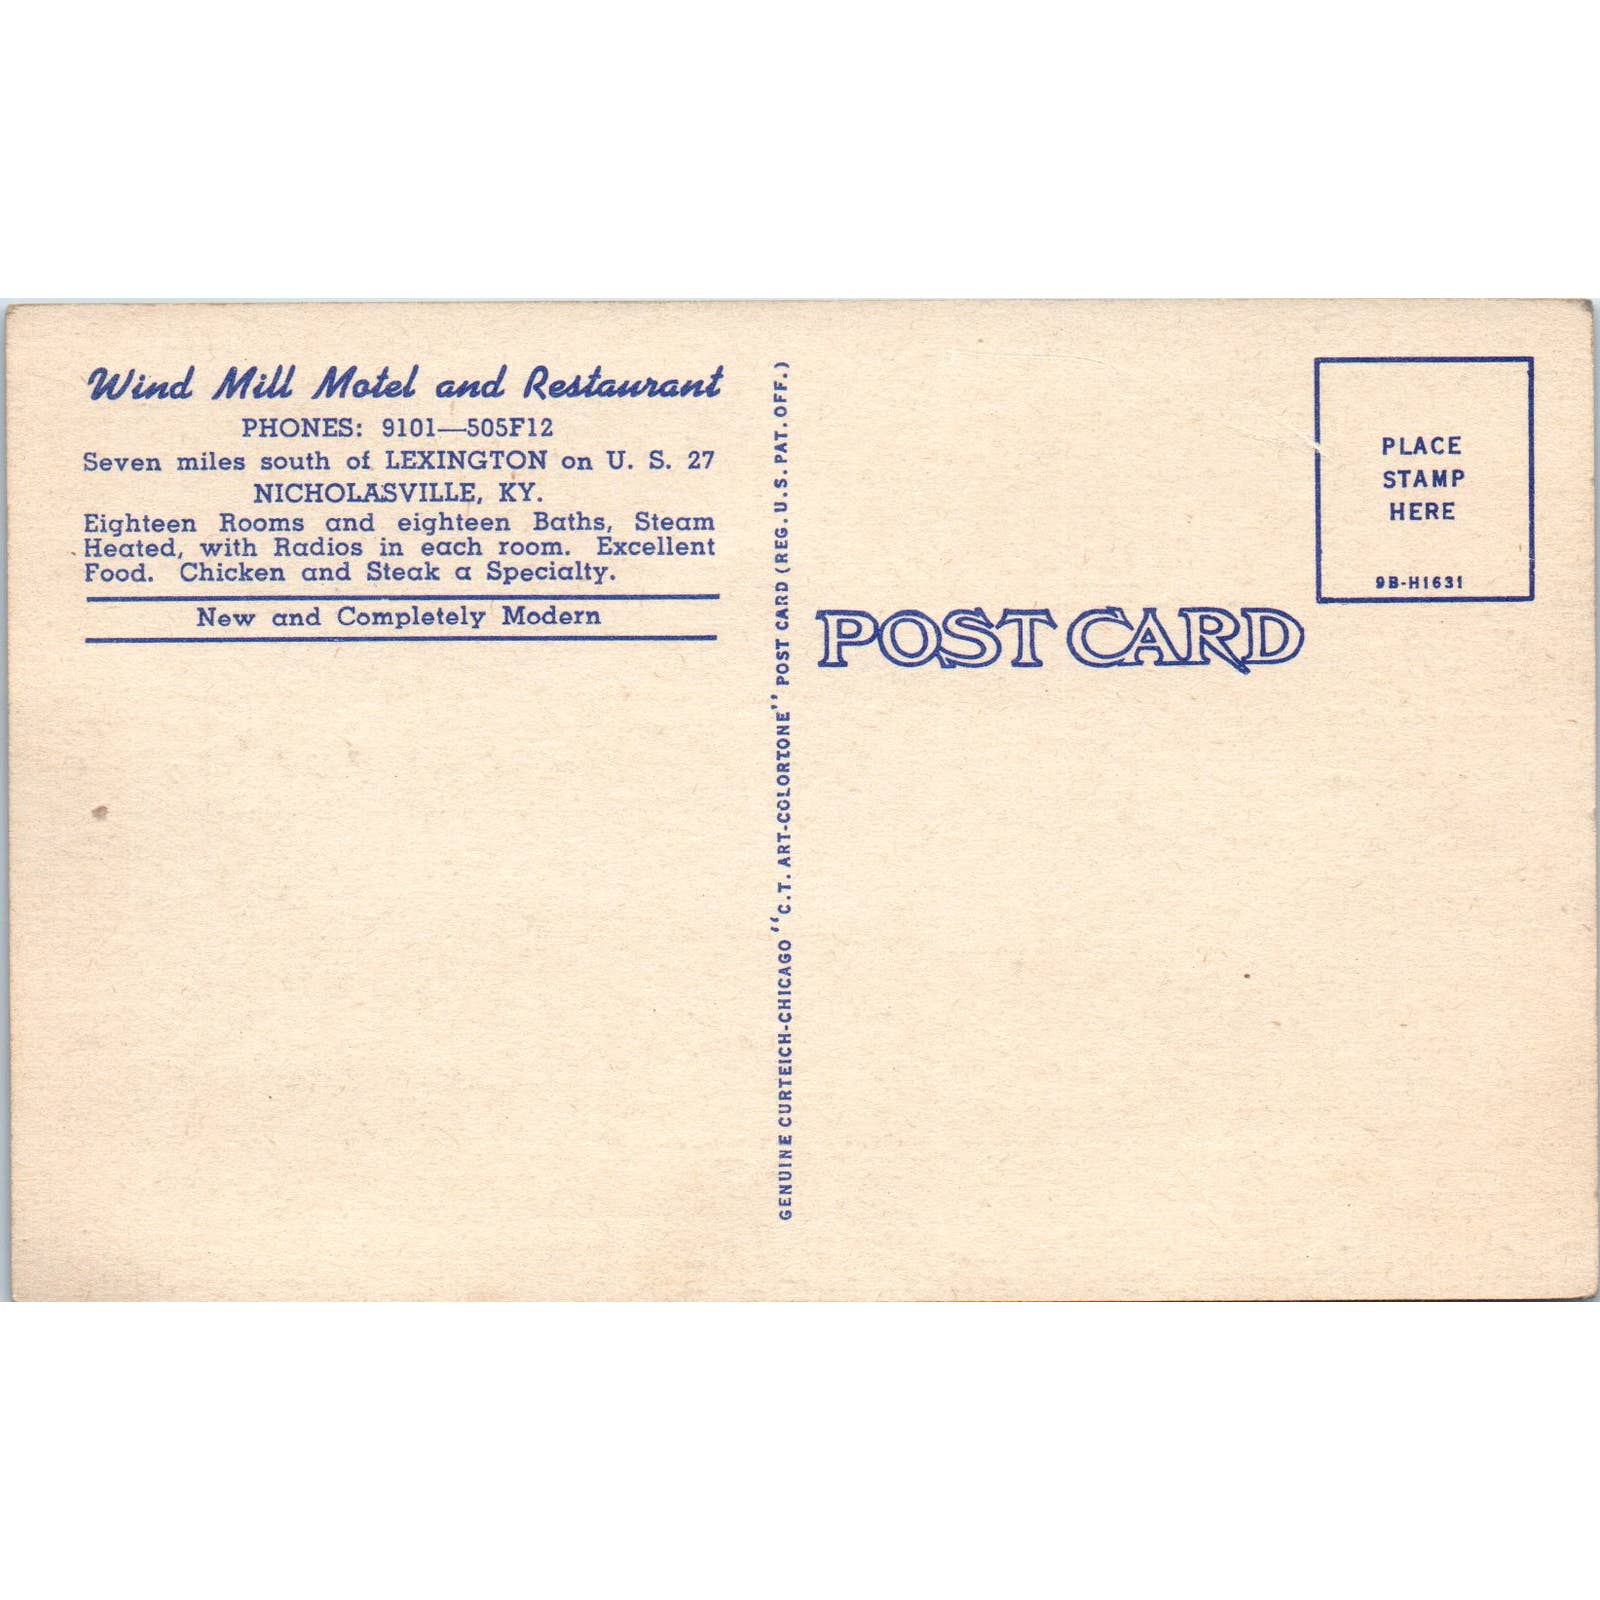 Wind Mill Motel and Restaurant
PHONES: 9101—505F12
Seven miles south of LEXINGTON on U. S. 27
NICHOLASVILLE, KY.
Eighteen Rooms and eighteen Baths, Steam
Heated, with Radios in each room. Excellent
Food. Chicken and Steak a Specialty.
New and Completely Modern
GENUINE CURTEICH-CHICAGO "C.T. ART-COLORTONE" POST CARD (REG. U.S. PAT. OFF.)
PLACE
STAMP
HERE
9B-H1631
POST CARD